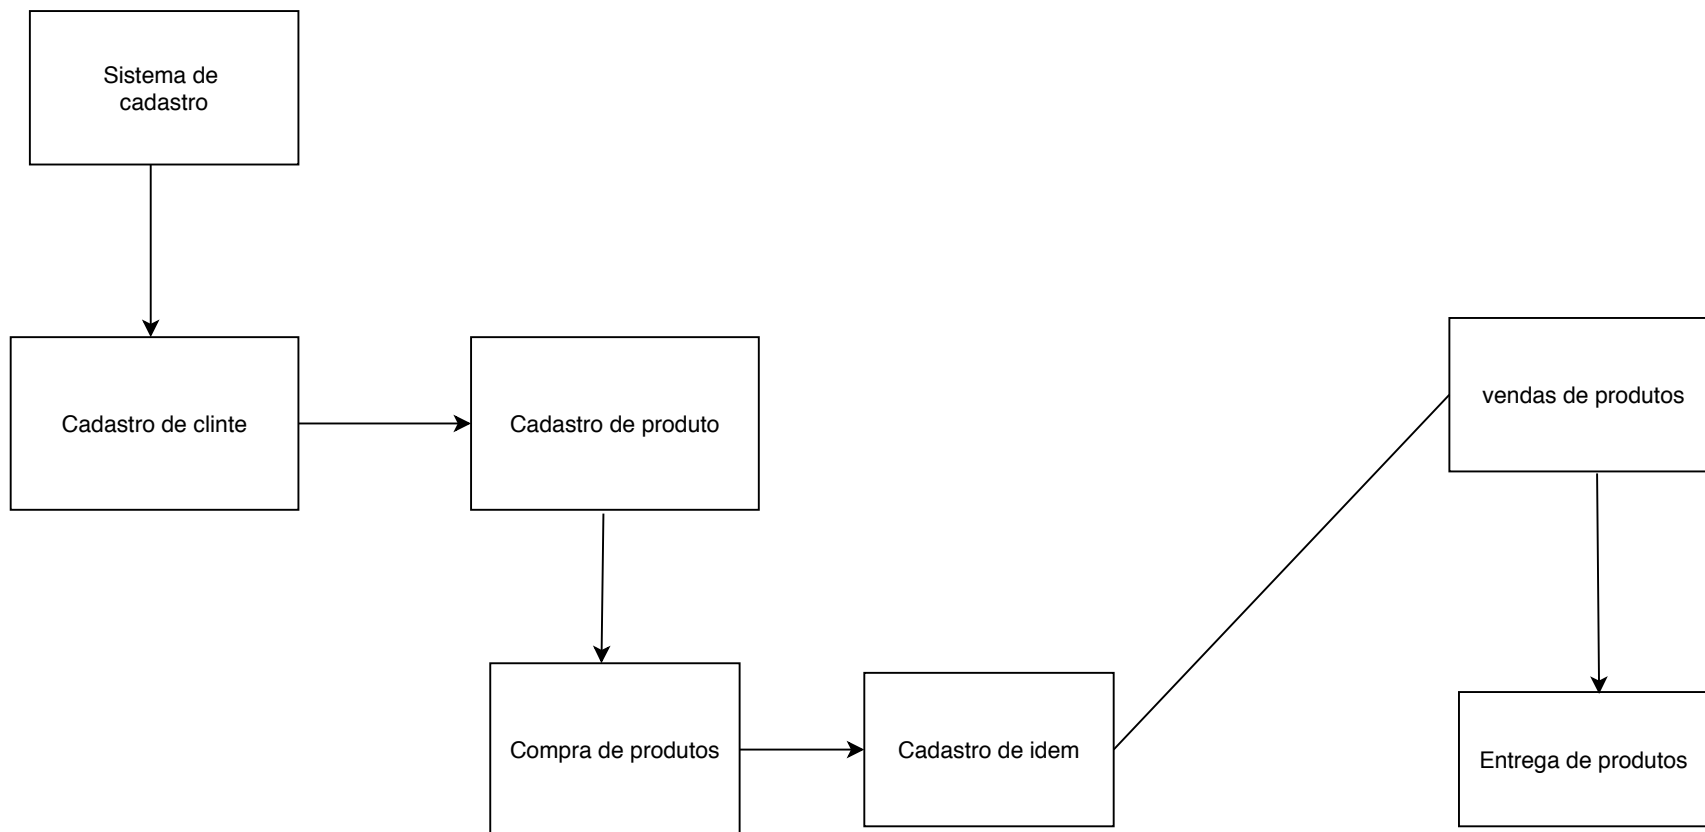 Sistema de
cadastro
Cadastro de clinte
Cadastro de produto
vendas de produtos
Compra de produtos
Cadastro de idem
Entrega de produtos